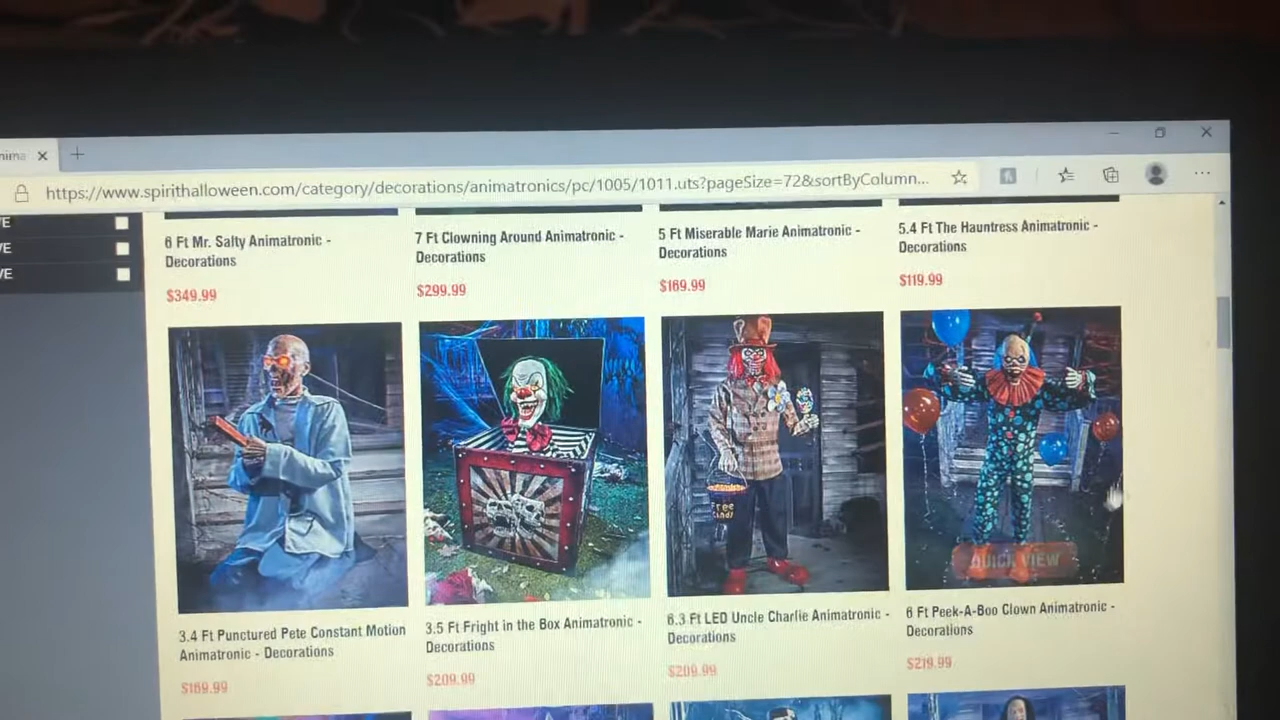 https://www.spirithalloween.com/category/decorations/animatronics/pc/1005/1011.uts?pageSize=72&sortByColumn...
6 Ft Mr. Salty Animatronic -
Decorations
$349.99
7 Ft Clowning Around Animatronic -
Decorations
$299.99
5 Ft Miserable Marie Animatronic -
Decorations
$169.99
5.4 Ft The Hauntress Animatronic -
Decorations
$119.99
Free
Candy
QUICK VIEW
3.4 Ft Punctured Pete Constant Motion
Animatronic - Decorations
$169.99
3.5 Ft Fright in the Box Animatronic -
Decorations
$209.99
6.3 Ft LED Uncle Charlie Animatronic -
Decorations
$209.99
6 Ft Peek-A-Boo Clown Animatronic -
Decorations
$219.99